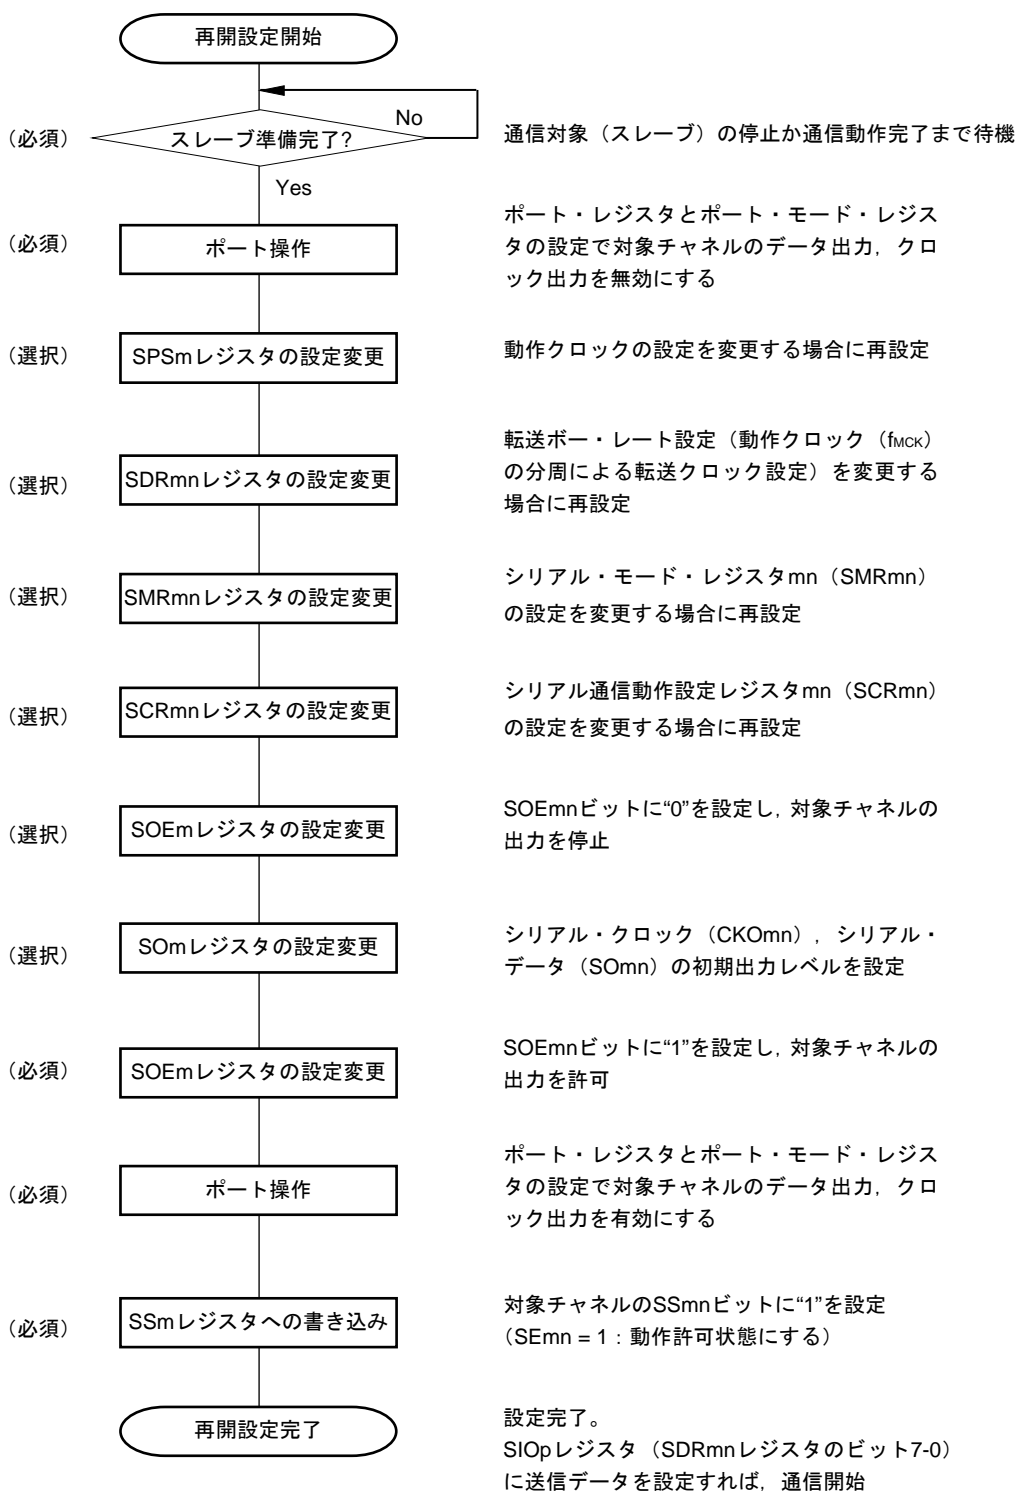 再開設定開始
No
（必須）
スレーブ準備完了?
通信対象（スレーブ）の停止か通信動作完了まで待機
Yes
（必須）
ポート操作
ポート・レジスタとポート・モード・レジス
タの設定で対象チャネルのデータ出力，クロ
ック出力を無効にする
（選択）
SPSmレジスタの設定変更
動作クロックの設定を変更する場合に再設定
（選択）
SDRmnレジスタの設定変更
転送ボー・レート設定（動作クロック（fMCK）
の分周による転送クロック設定）を変更する
場合に再設定
（選択）
SMRmnレジスタの設定変更
シリアル・モード・レジスタmn（SMRmn）
の設定を変更する場合に再設定
（選択）
SCRmnレジスタの設定変更
シリアル通信動作設定レジスタmn（SCRmn）
の設定を変更する場合に再設定
（選択）
SOEmレジスタの設定変更
SOEmnビットに“0”を設定し，対象チャネルの
出力を停止
（選択）
SOmレジスタの設定変更
シリアル・クロック（CKOmn），シリアル・
データ（SOmn）の初期出力レベルを設定
（必須）
SOEmレジスタの設定変更
SOEmnビットに“1”を設定し，対象チャネルの
出力を許可
（必須）
ポート操作
ポート・レジスタとポート・モード・レジス
タの設定で対象チャネルのデータ出力，クロ
ック出力を有効にする
（必須）
SSmレジスタへの書き込み
対象チャネルのSSmnビットに“1”を設定
（SEmn = 1：動作許可状態にする）
再開設定完了
設定完了。
SIOpレジスタ（SDRmnレジスタのビット7-0）
に送信データを設定すれば，通信開始